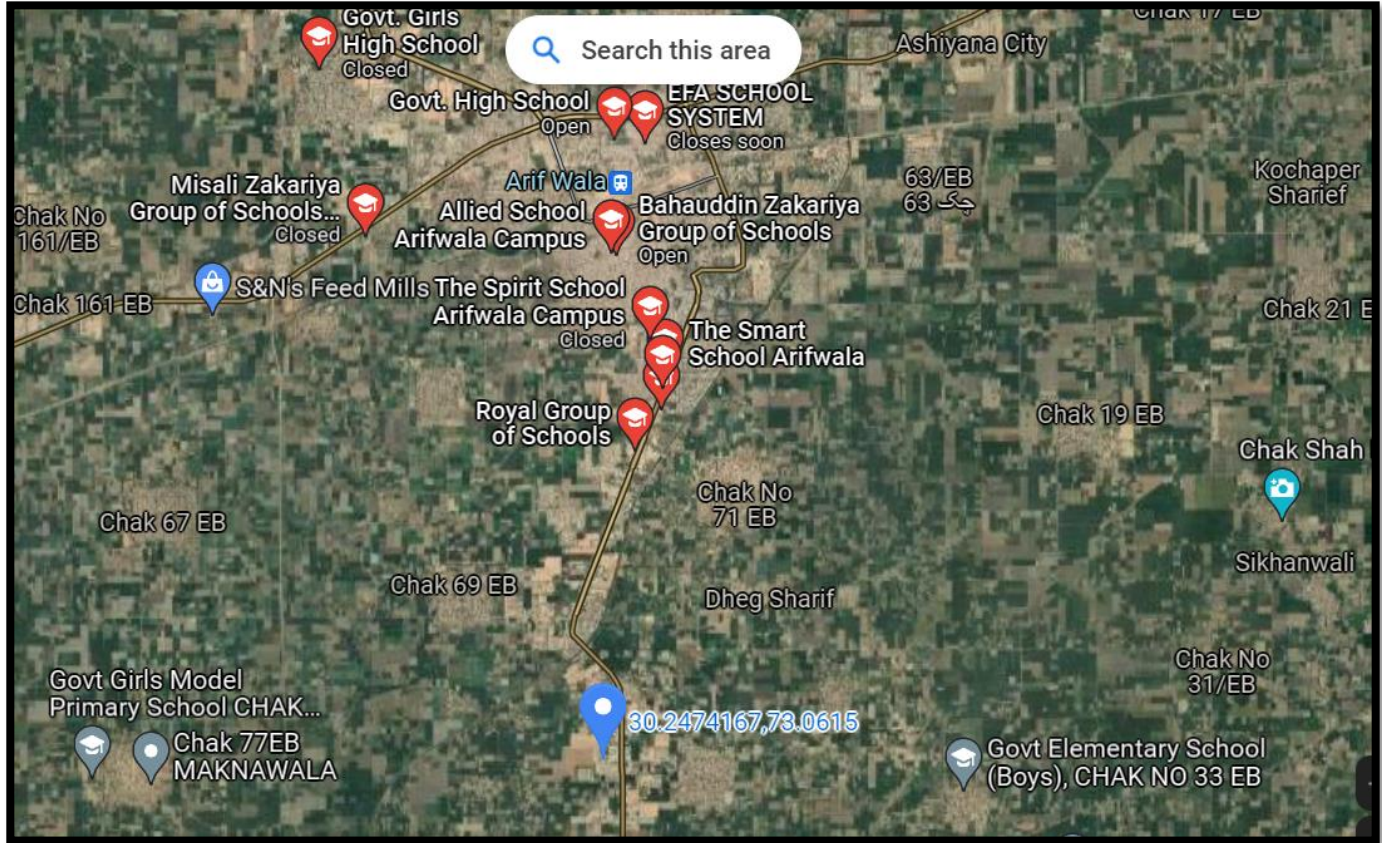 Govt. Girls
High School
Closed
Search this area
Chak 17 EB
Ashiyana City
Govt. High School
Open
EFA SCHOOL
SYSTEM
Closes soon
Arif Wala
63/EB
63 چک
Kochaper
Sharief
Misali Zakariya
Group of Schools...
Closed
Chak No
161/EB
Allied School
Arifwala Campus
Bahauddin Zakariya
Group of Schools
Open
S&N's Feed Mills
Chak 161 EB
The Spirit School
Arifwala Campus
Closed
Chak 21 E
The Smart
School Arifwala
Royal Group
of Schools
Chak 19 EB
Chak Shah
Chak No
71 EB
Chak 67 EB
Sikhanwali
Chak 69 EB
Dheg Sharif
Chak No
31/EB
Govt Girls Model
Primary School CHAK...
30.2474167,73.0615
Chak 77EB
MAKNAWALA
Govt Elementary School
(Boys), CHAK NO 33 EB